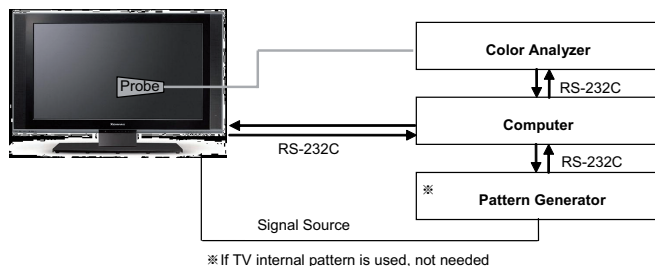 Color Analyzer
Probe
RS-232C
Computer
RS-232C
RS-232C
※
Pattern Generator
Signal Source
※If TV internal pattern is used, not needed